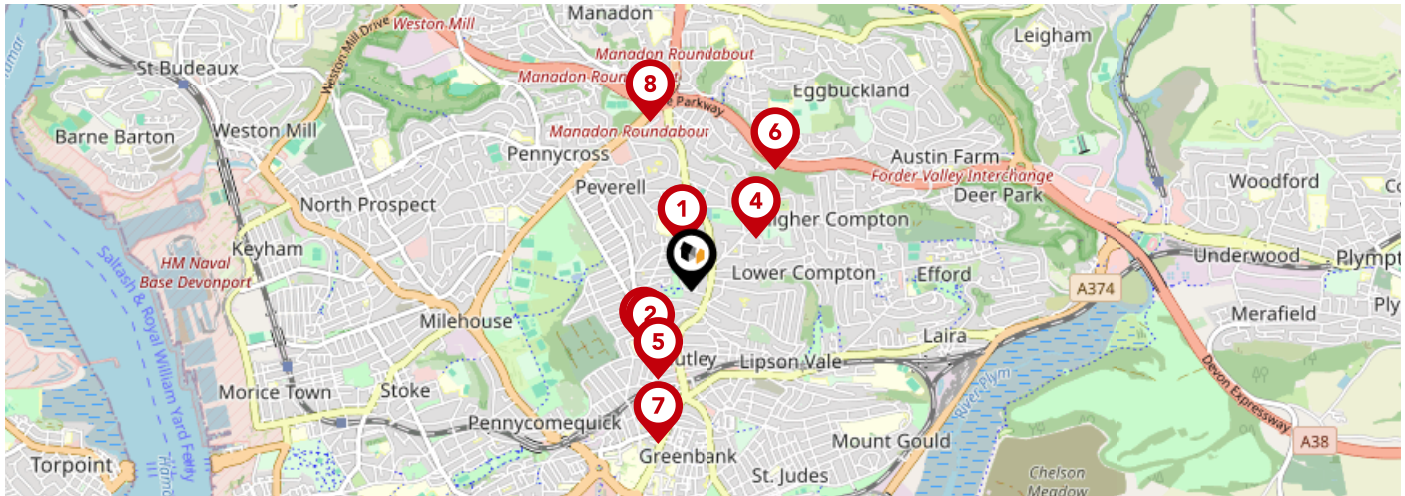 Manadon
Weston Mill
Leigham
Weston Mill Drive
Manadon Roundabout
St Budeaux
8
Parkway
Eggbuckland
Barne Barton
Weston Mill
Manadon Roundabout
6
Pennycross
Austin Farm
Forder Valley Interchange
Peverell
Deer Park
Woodford
North Prospect
1
4
Higher Compton
Keyham
HM Naval
Base Devonport
Saltash & Royal William Yard Ferry
Lower Compton
Efford
Underwood
A374
Milehouse
2
5
Merafield
Laira
Lipson Vale
Morice Town
Stoke
7
River Plym
Devon Expressway
Pennycomequick
Mount Gould
A38
Greenbank
Torpoint
St. Judes
Chelson
Meadow